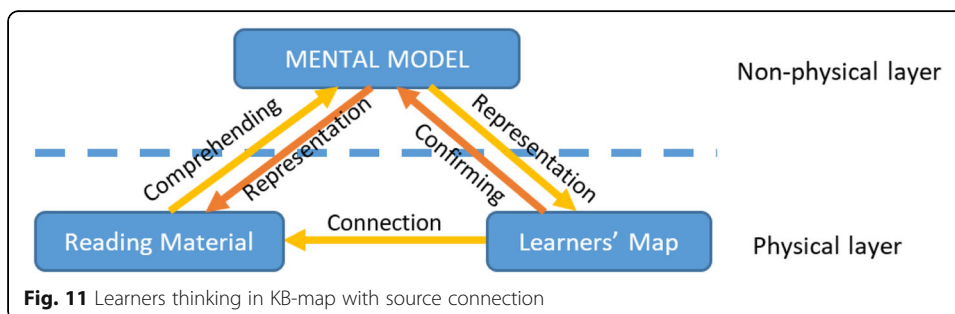 MENTAL MODEL
Non-physical layer
Comprehending
Representation
Confirming
Representation
Reading Material
Connection
Learners' Map
Physical layer
Fig. 11 Learners thinking in KB-map with source connection